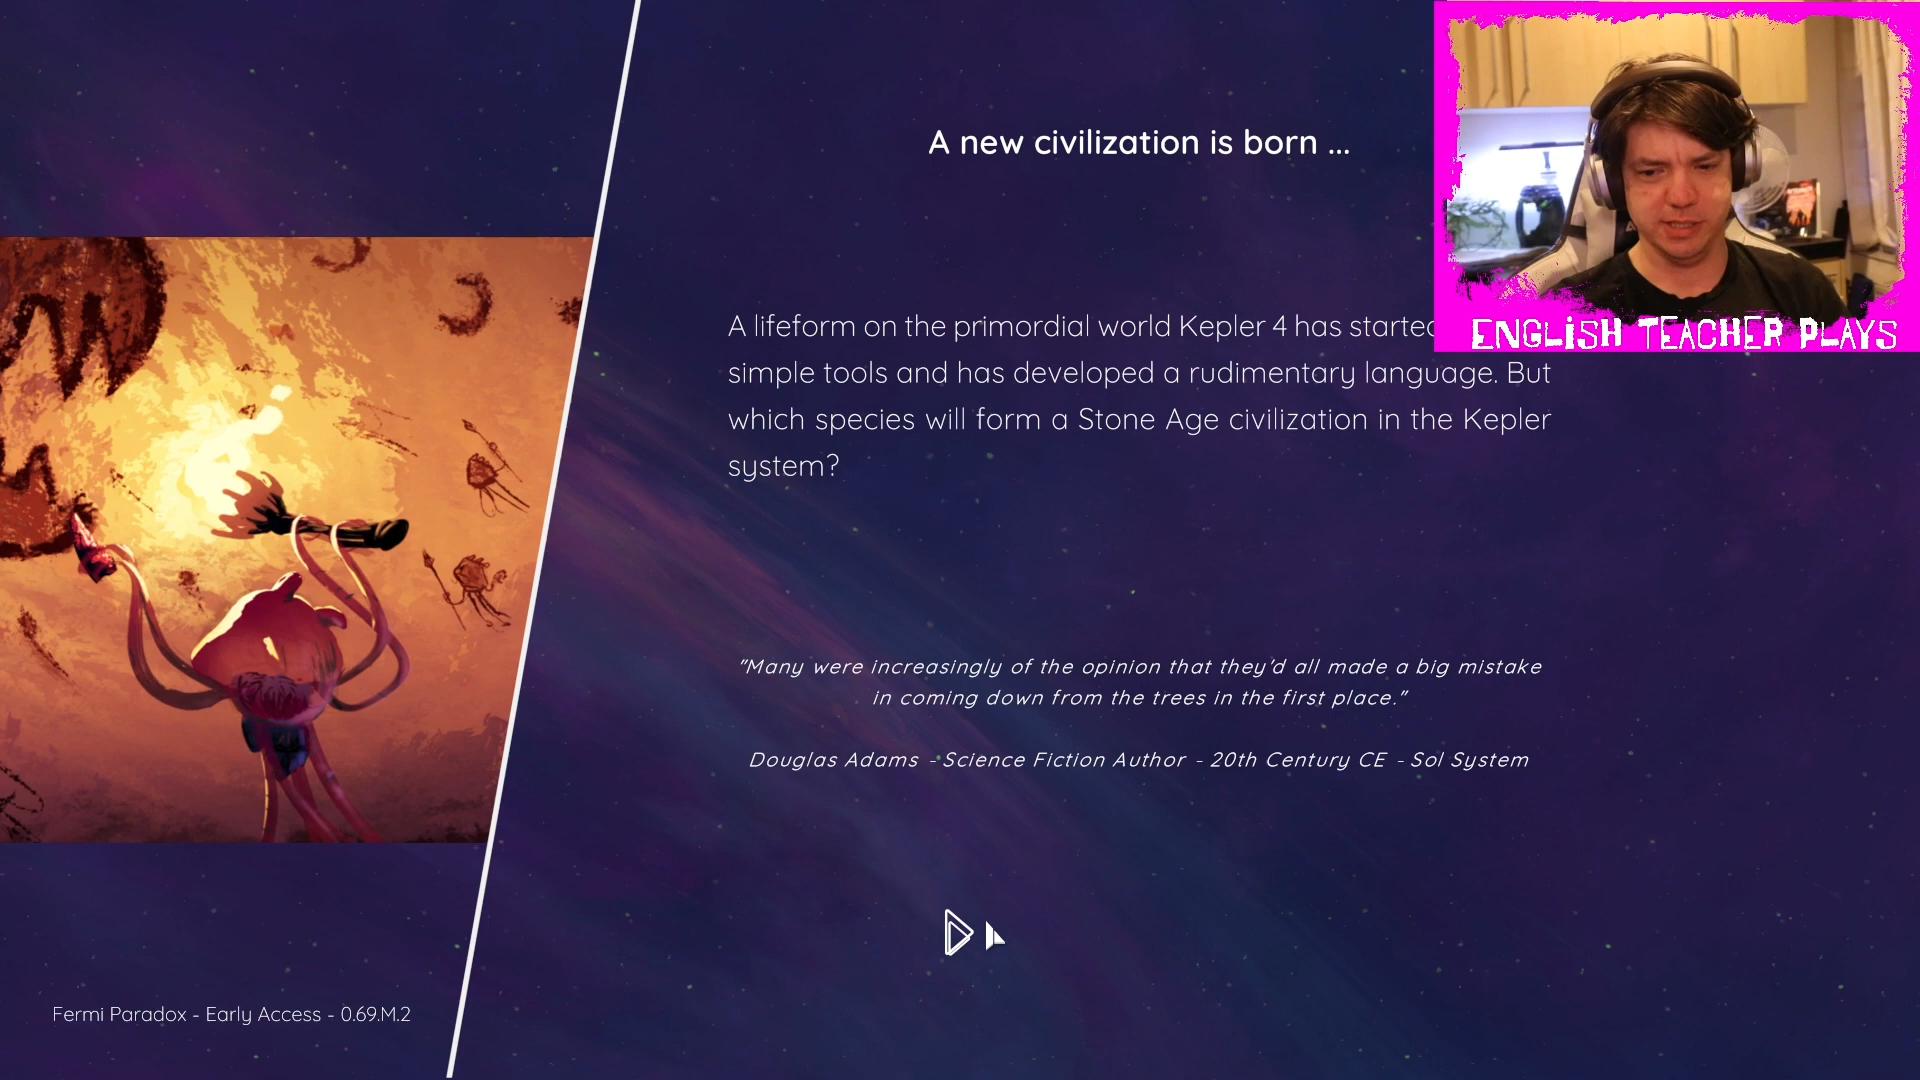 A new civilization is born ...
A lifeform on the primordial world Kepler 4 has started
simple tools and has developed a rudimentary language. But
which species will form a Stone Age civilization in the Kepler
system?
"Many were increasingly of the opinion that they'd all made a big mistake
in coming down from the trees in the first place."
Douglas Adams - Science Fiction Author - 20th Century CE - Sol System
Fermi Paradox - Early Access - 0.69.M.2
ENGLISH TEACHER PLAYS